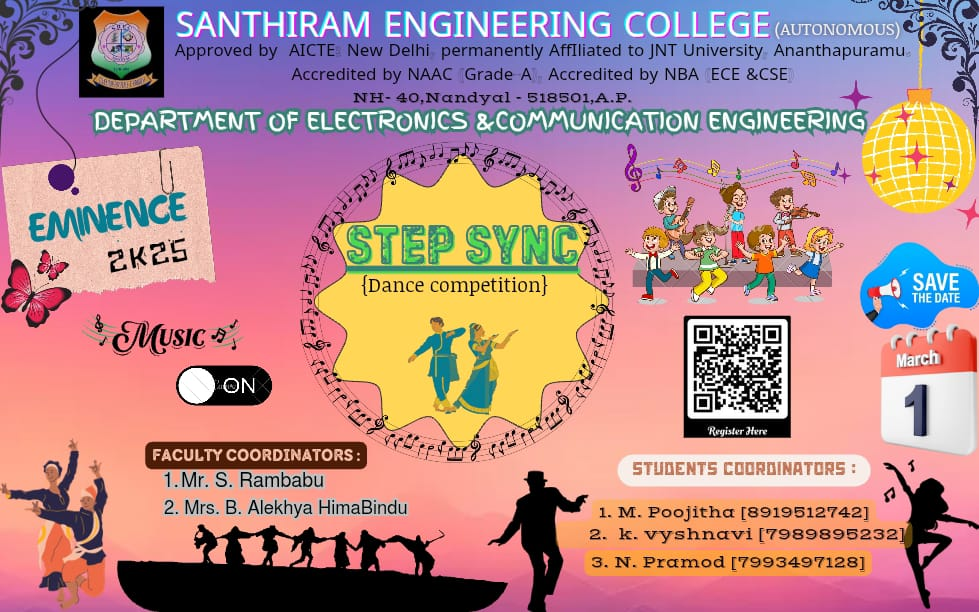 SANTHIRAM ENGINEERING COLLEGE (AUTONOMOUS)
Approved by AICTE, New Delhi, permanently Affiliated to JNT University, Ananthapuramu.
Accredited by NAAC (Grade-A), Accredited by NBA (ECE &CSE)
NH- 40,Nandyal - 518501,A.P.
DEPARTMENT OF ELECTRONICS &COMMUNICATION ENGINEERING
EMINENCE
2K25
STEP SYNC
{Dance competition}
SAVE
THE DATE
MUSIC
March
1
ON
Register Here
FACULTY COORDINATORS :
1.Mr. S. Rambabu
2. Mrs. B. Alekhya HimaBindu
STUDENTS COORDINATORS :
1. M. Poojitha [8919512742]
2. k. vyshnavi [7989895232]
3. N. Pramod [7993497128]